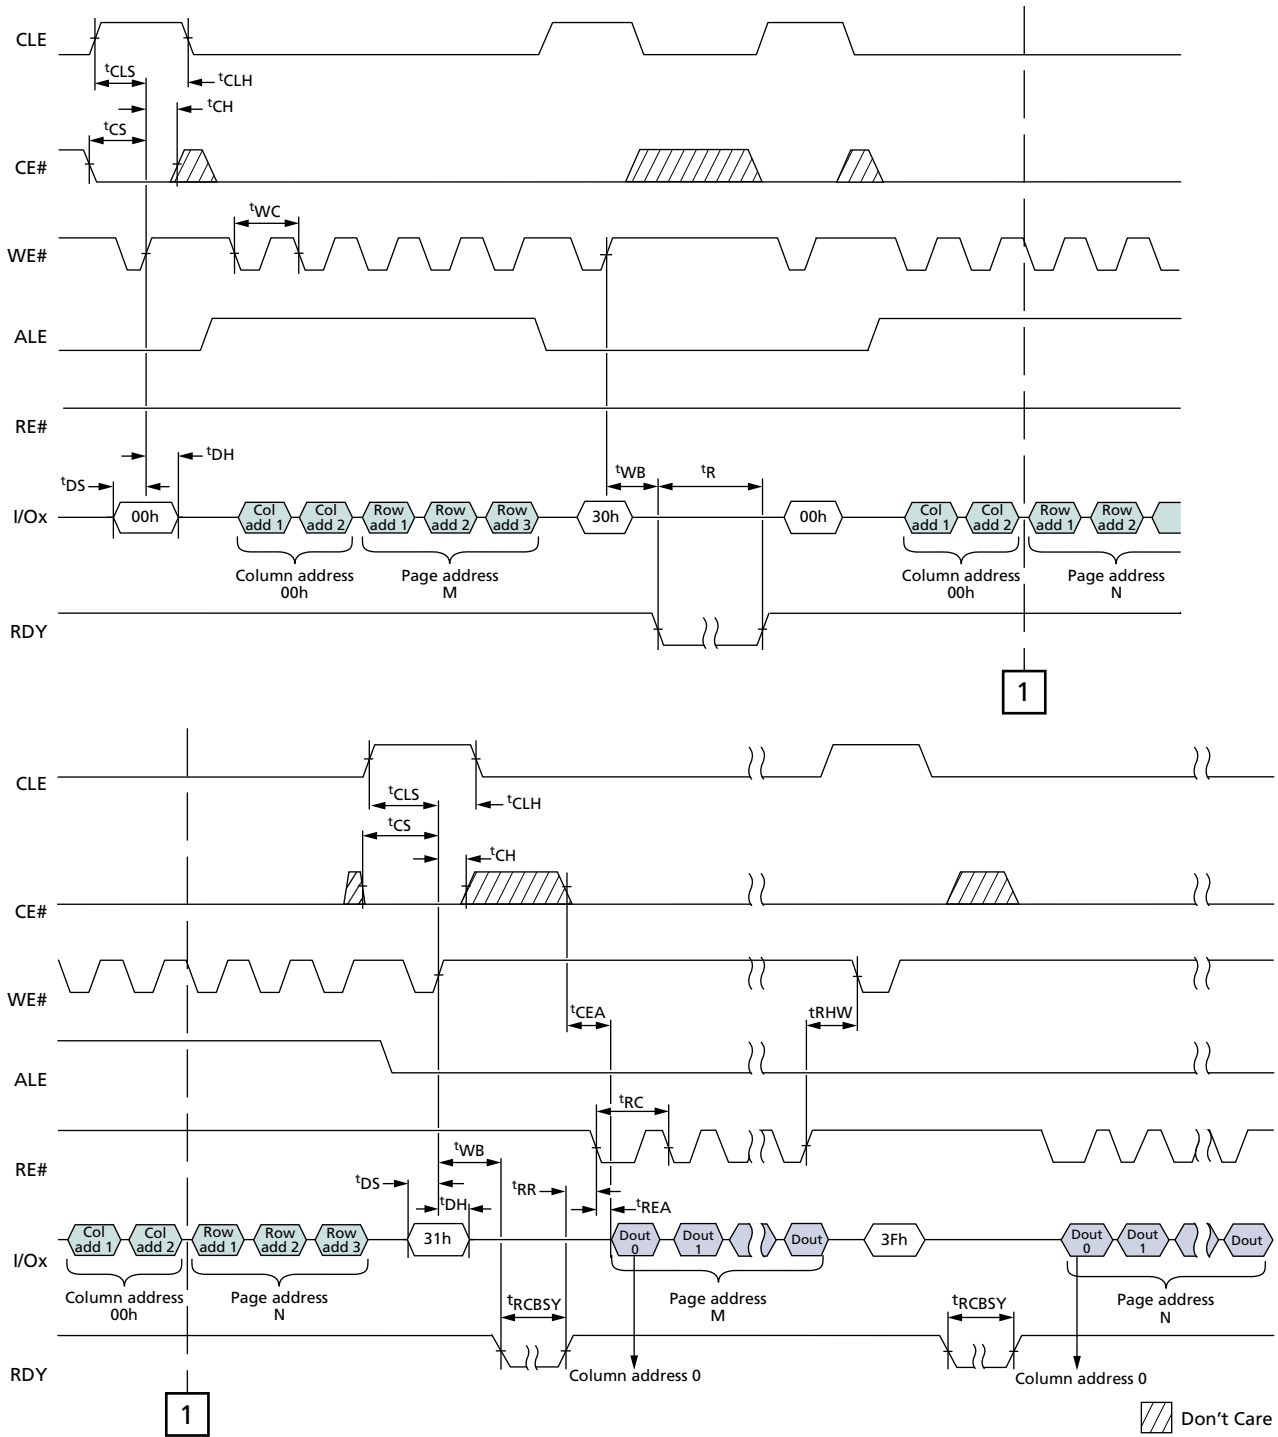 CLE
tCLS
tCLH
tCH
tCS
CE#
tWC
WE#
ALE
RE#
tDH
tDS
tWB
tR
I/Ox
00h
Col add 1
Col add 2
Row add 1
Row add 2
Row add 3
30h
00h
Col add 1
Col add 2
Row add 1
Row add 2
Column address
00h
Page address
M
Column address
00h
Page address
N
RDY
1
CLE
tCLS
tCLH
tCS
tCH
CE#
WE#
tCEA
tRHW
ALE
tRC
RE#
tWB
tDS
tDH
tRR
tREA
I/Ox
Col add 1
Col add 2
Row add 1
Row add 2
Row add 3
31h
Dout 0
Dout 1
Dout
3Fh
Dout 0
Dout 1
Dout
Column address
00h
Page address
N
Page address
M
Page address
N
tRCBSY
tRCBSY
RDY
Column address 0
Column address 0
1
Don't Care